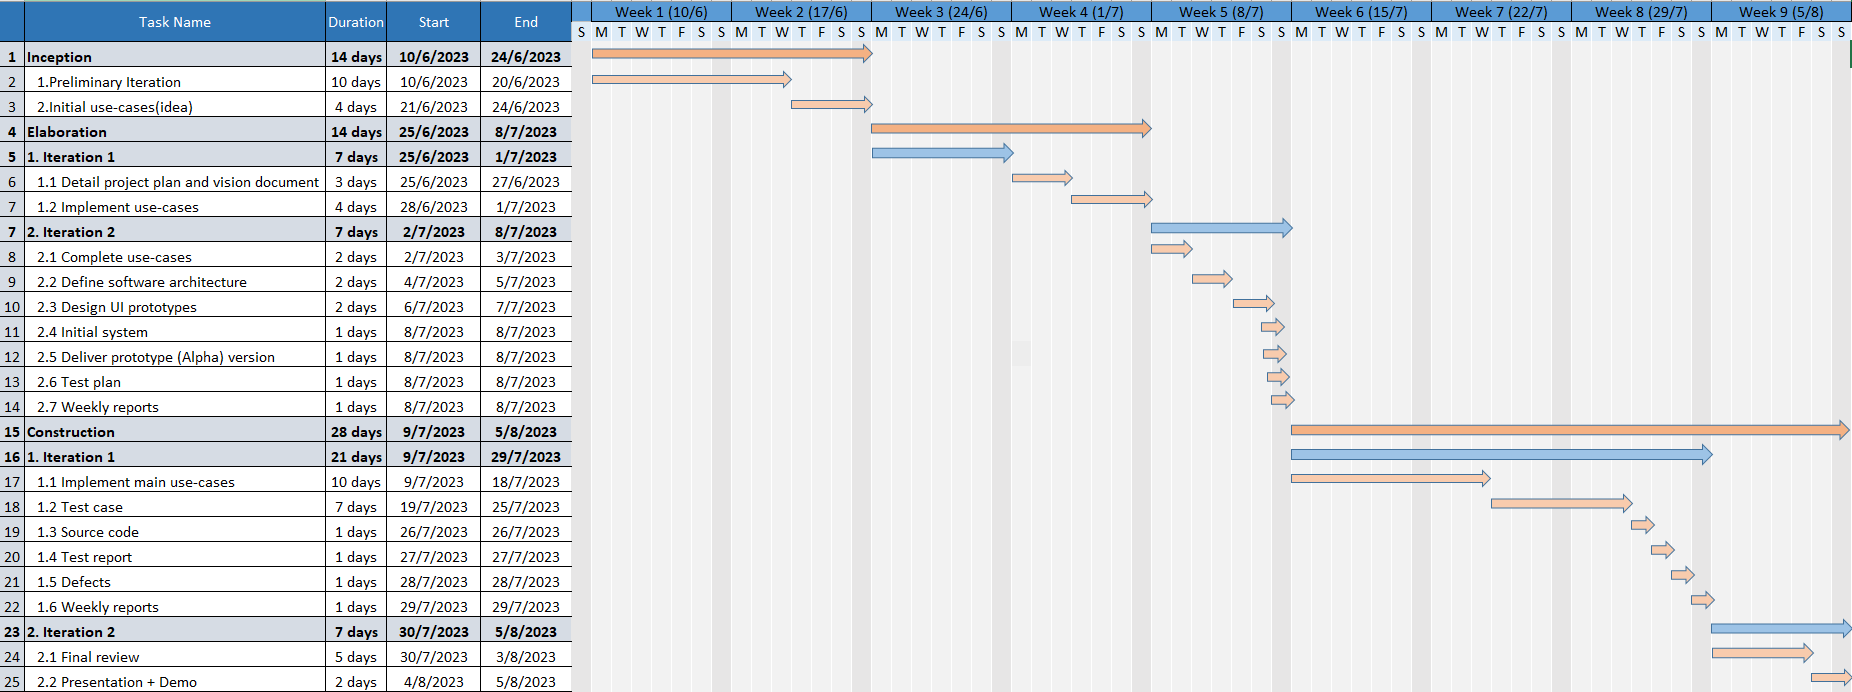 Task Name Duration Start End Week 1 (10/6) Week 2 (17/6) Week 3 (24/6) Week 4 (1/7) Week 5 (8/7) Week 6 (15/7) Week 7 (22/7) Week 8 (29/7) Week 9 (5/8)
S M T W T F S S M T W T F S S M T W T F S S M T W T F S S M T W T F S S M T W T F S S M T W T F S S M T W T F S S M T W T F S S
1 Inception 14 days 10/6/2023 24/6/2023
2 1.Preliminary Iteration 10 days 10/6/2023 20/6/2023
3 2.Initial use-cases(idea) 4 days 21/6/2023 24/6/2023
4 Elaboration 14 days 25/6/2023 8/7/2023
5 1. Iteration 1 7 days 25/6/2023 1/7/2023
6 1.1 Detail project plan and vision document 3 days 25/6/2023 27/6/2023
7 1.2 Implement use-cases 4 days 28/6/2023 1/7/2023
7 2. Iteration 2 7 days 2/7/2023 8/7/2023
8 2.1 Complete use-cases 2 days 2/7/2023 3/7/2023
9 2.2 Define software architecture 2 days 4/7/2023 5/7/2023
10 2.3 Design UI prototypes 2 days 6/7/2023 7/7/2023
11 2.4 Initial system 1 days 8/7/2023 8/7/2023
12 2.5 Deliver prototype (Alpha) version 1 days 8/7/2023 8/7/2023
13 2.6 Test plan 1 days 8/7/2023 8/7/2023
14 2.7 Weekly reports 1 days 8/7/2023 8/7/2023
15 Construction 28 days 9/7/2023 5/8/2023
16 1. Iteration 1 21 days 9/7/2023 29/7/2023
17 1.1 Implement main use-cases 10 days 9/7/2023 18/7/2023
18 1.2 Test case 7 days 19/7/2023 25/7/2023
19 1.3 Source code 1 days 26/7/2023 26/7/2023
20 1.4 Test report 1 days 27/7/2023 27/7/2023
21 1.5 Defects 1 days 28/7/2023 28/7/2023
22 1.6 Weekly reports 1 days 29/7/2023 29/7/2023
23 2. Iteration 2 7 days 30/7/2023 5/8/2023
24 2.1 Final review 5 days 30/7/2023 3/8/2023
25 2.2 Presentation + Demo 2 days 4/8/2023 5/8/2023